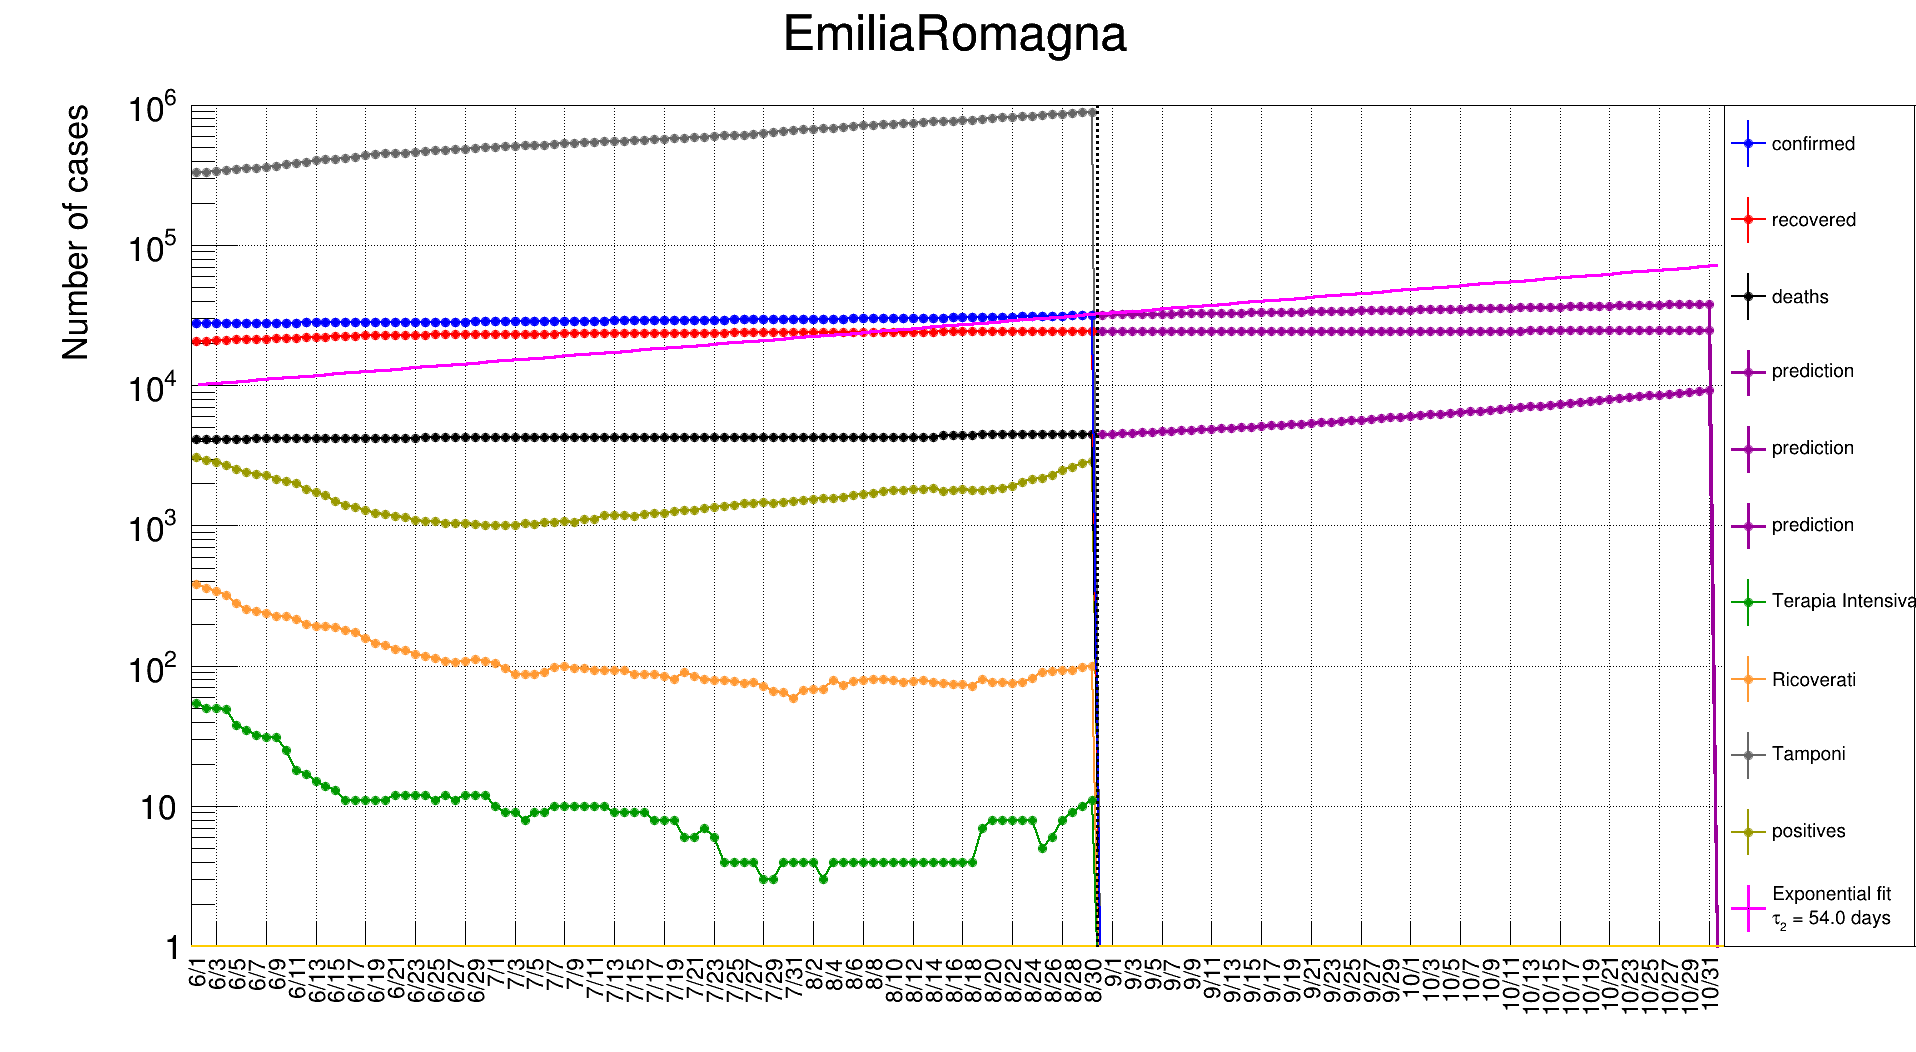 EmiliaRomagna
Number of cases
10^6
10^5
10^4
10^3
10^2
10
1
6/1 6/3 6/5 6/7 6/9 6/11 6/13 6/15 6/17 6/19 6/21 6/23 6/25 6/27 6/29 7/1 7/3 7/5 7/7 7/9 7/11 7/13 7/15 7/17 7/19 7/21 7/23 7/25 7/27 7/29 7/31 8/2 8/4 8/6 8/8 8/10 8/12 8/14 8/16 8/18 8/20 8/22 8/24 8/26 8/28 8/30 9/1 9/3 9/5 9/7 9/9 9/11 9/13 9/15 9/17 9/19 9/21 9/23 9/25 9/27 9/29 10/1 10/3 10/5 10/7 10/9 10/11 10/13 10/15 10/17 10/19 10/21 10/23 10/25 10/27 10/29 10/31
confirmed
recovered
deaths
prediction
prediction
prediction
Terapia Intensiva
Ricoverati
Tamponi
positives
Exponential fit
τ₂ = 54.0 days